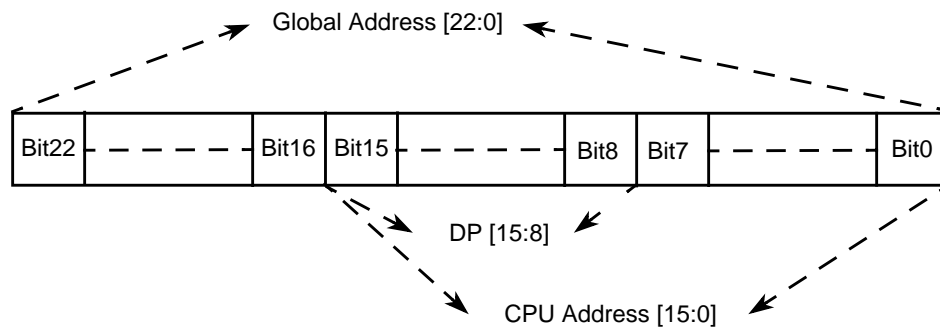 Global Address [22:0]
Bit22 Bit16 Bit15 Bit8 Bit7 Bit0
DP [15:8]
CPU Address [15:0]